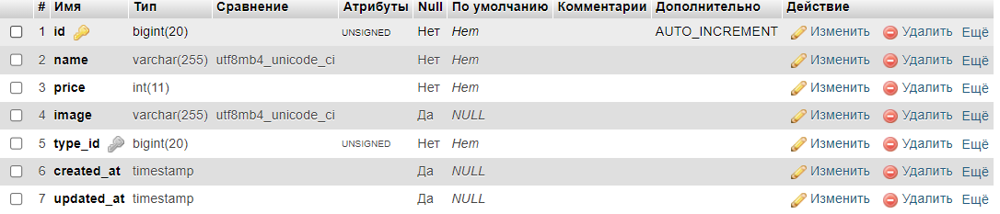 # Имя Тип Сравнение Атрибуты Null По умолчанию Комментарии Дополнительно Действие
1 id bigint(20) UNSIGNED Нет Нет AUTO_INCREMENT Изменить Удалить Ещё
2 name varchar(255) utf8mb4_unicode_ci Нет Нет Изменить Удалить Ещё
3 price int(11) Нет Нет Изменить Удалить Ещё
4 image varchar(255) utf8mb4_unicode_ci Да NULL Изменить Удалить Ещё
5 type_id bigint(20) UNSIGNED Нет Нет Изменить Удалить Ещё
6 created_at timestamp Да NULL Изменить Удалить Ещё
7 updated_at timestamp Да NULL Изменить Удалить Ещё